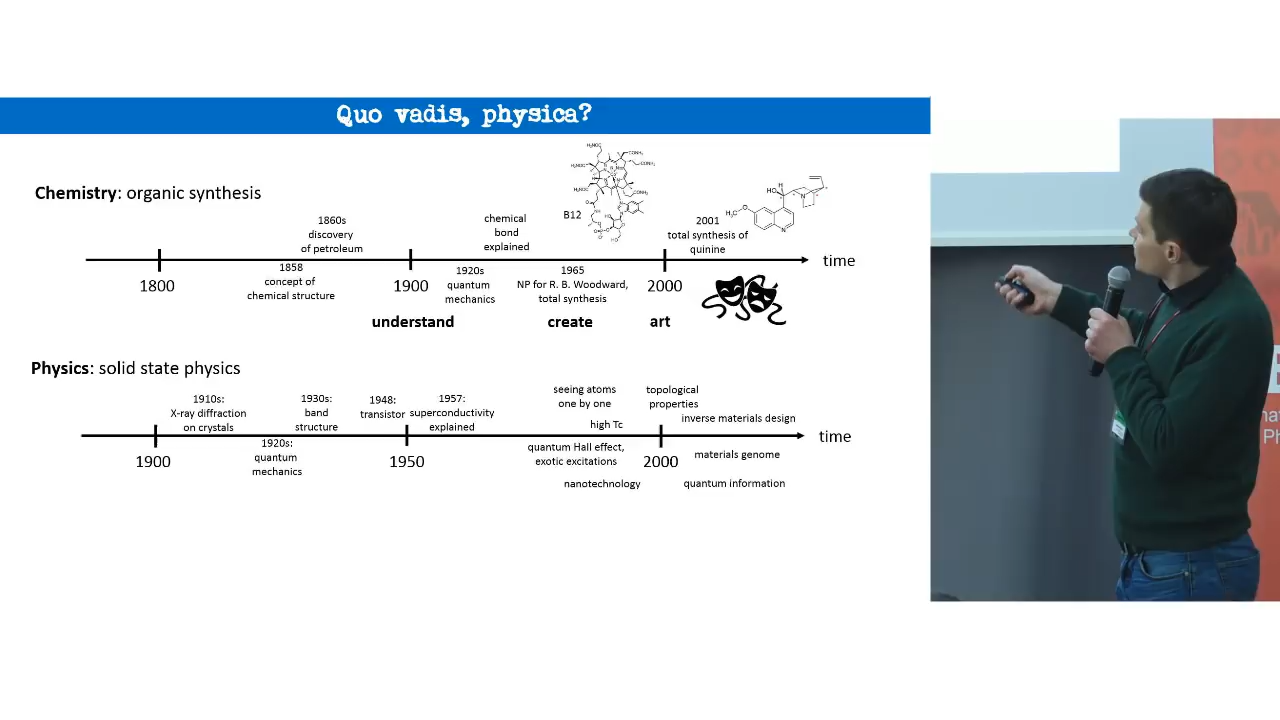 Quo vadis, physica?
Chemistry: organic synthesis
1860s
discovery
of petroleum
chemical
bond
explained
B12
2001
total synthesis of
quinine
time
1800
1858
concept of
chemical structure
1900
1920s
quantum
mechanics
1965
NP for R. B. Woodward,
total synthesis
2000
understand
create
art
Physics: solid state physics
1910s:
X-ray diffraction
on crystals
1930s:
band
structure
1948:
transistor
1957:
superconductivity
explained
seeing atoms
one by one
high Tc
topological
properties
inverse materials design
time
1900
1920s:
quantum
mechanics
1950
quantum Hall effect,
exotic excitations
nanotechnology
2000
materials genome
quantum information